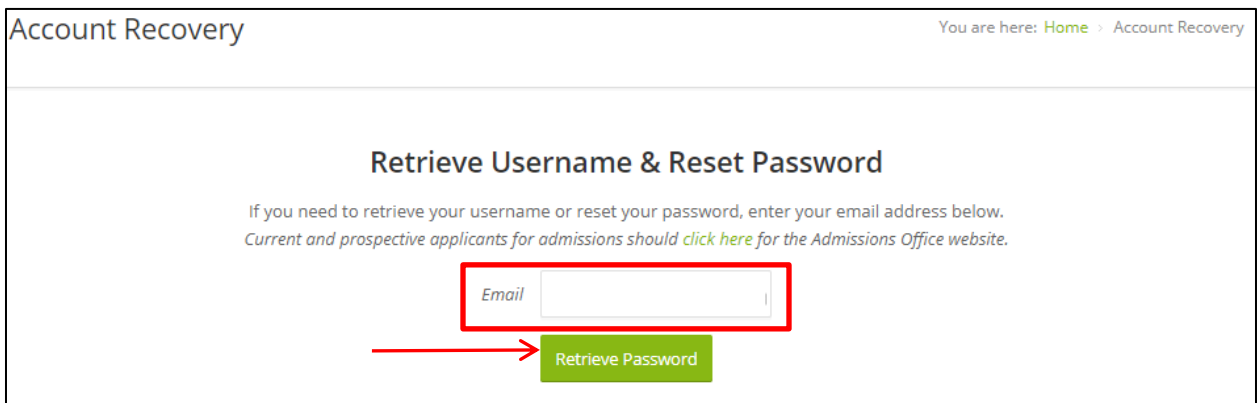 Account Recovery
You are here: Home > Account Recovery
Retrieve Username & Reset Password
If you need to retrieve your username or reset your password, enter your email address below.
Current and prospective applicants for admissions should click here for the Admissions Office website.
Email
Retrieve Password